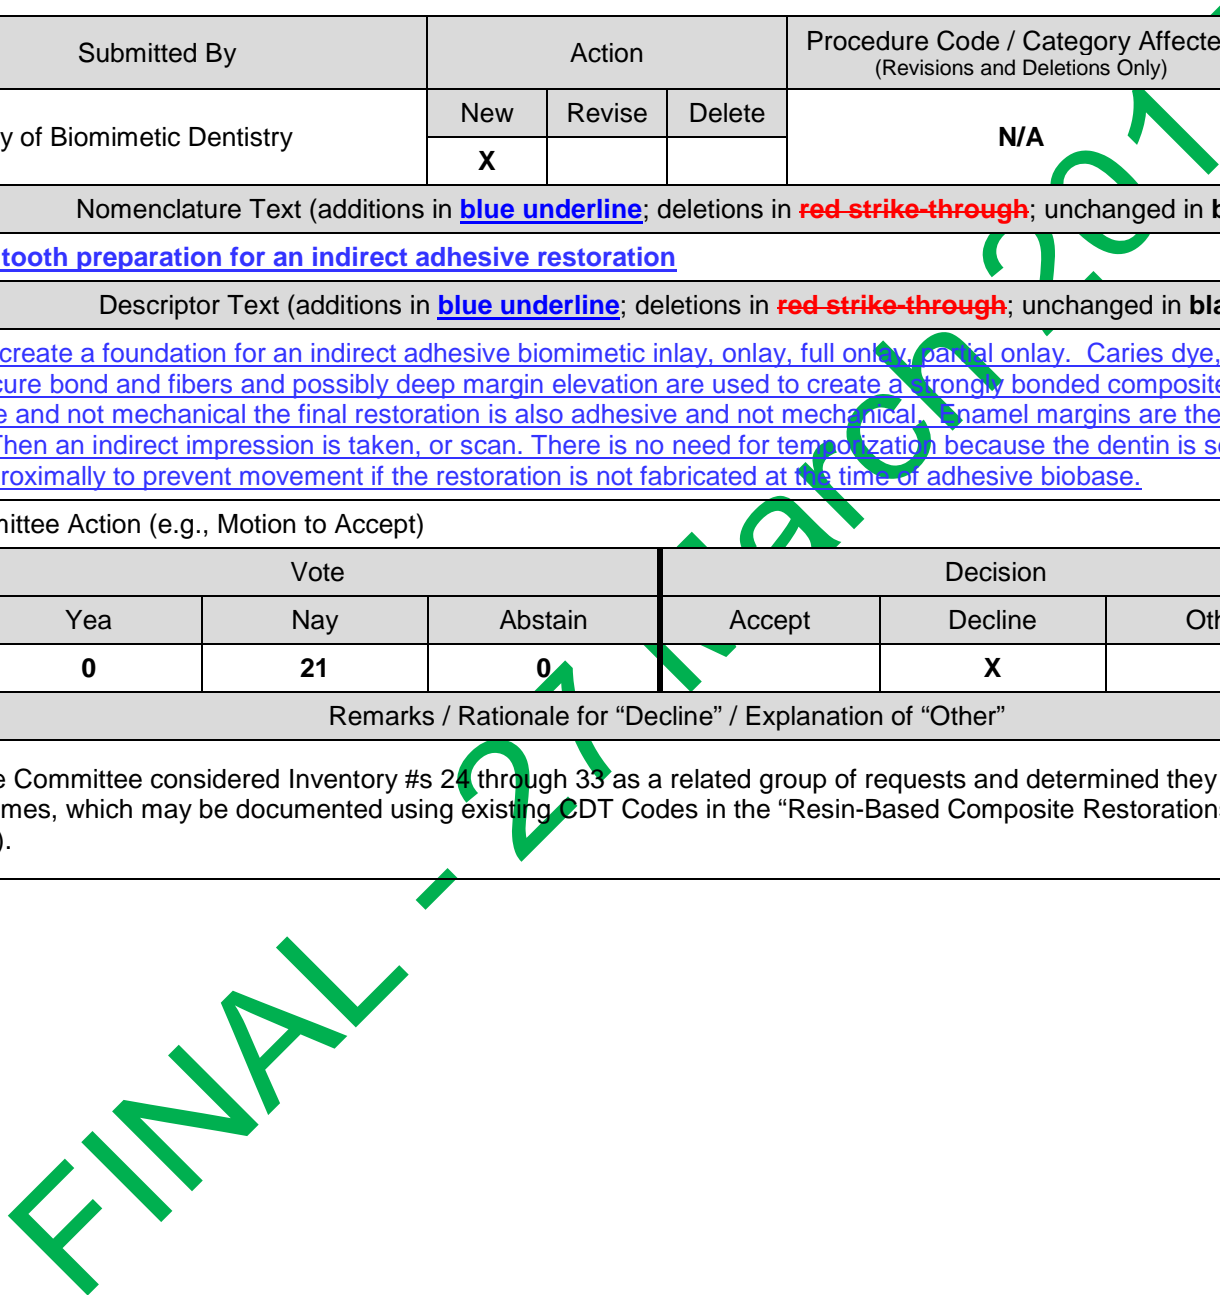 Submitted By Action Procedure Code / Category Affecte
(Revisions and Deletions Only)
New Revise Delete
y of Biomimetic Dentistry N/A
X
Nomenclature Text (additions in blue underline; deletions in red strike-through; unchanged in b
tooth preparation for an indirect adhesive restoration
Descriptor Text (additions in blue underline; deletions in red strike-through; unchanged in bla
create a foundation for an indirect adhesive biomimetic inlay, onlay, full onlay, partial onlay. Caries dye,
cure bond and fibers and possibly deep margin elevation are used to create a strongly bonded composite
e and not mechanical the final restoration is also adhesive and not mechanical. Enamel margins are the
Then an indirect impression is taken, or scan. There is no need for temporization because the dentin is se
roximally to prevent movement if the restoration is not fabricated at the time of adhesive biobase.
mittee Action (e.g., Motion to Accept)
Vote Decision
Yea Nay Abstain Accept Decline Oth
0 21 0 X
Remarks / Rationale for “Decline” / Explanation of “Other”
e Committee considered Inventory #s 24 through 33 as a related group of requests and determined they
mes, which may be documented using existing CDT Codes in the “Resin-Based Composite Restorations
).
FINAL - 27 March 201